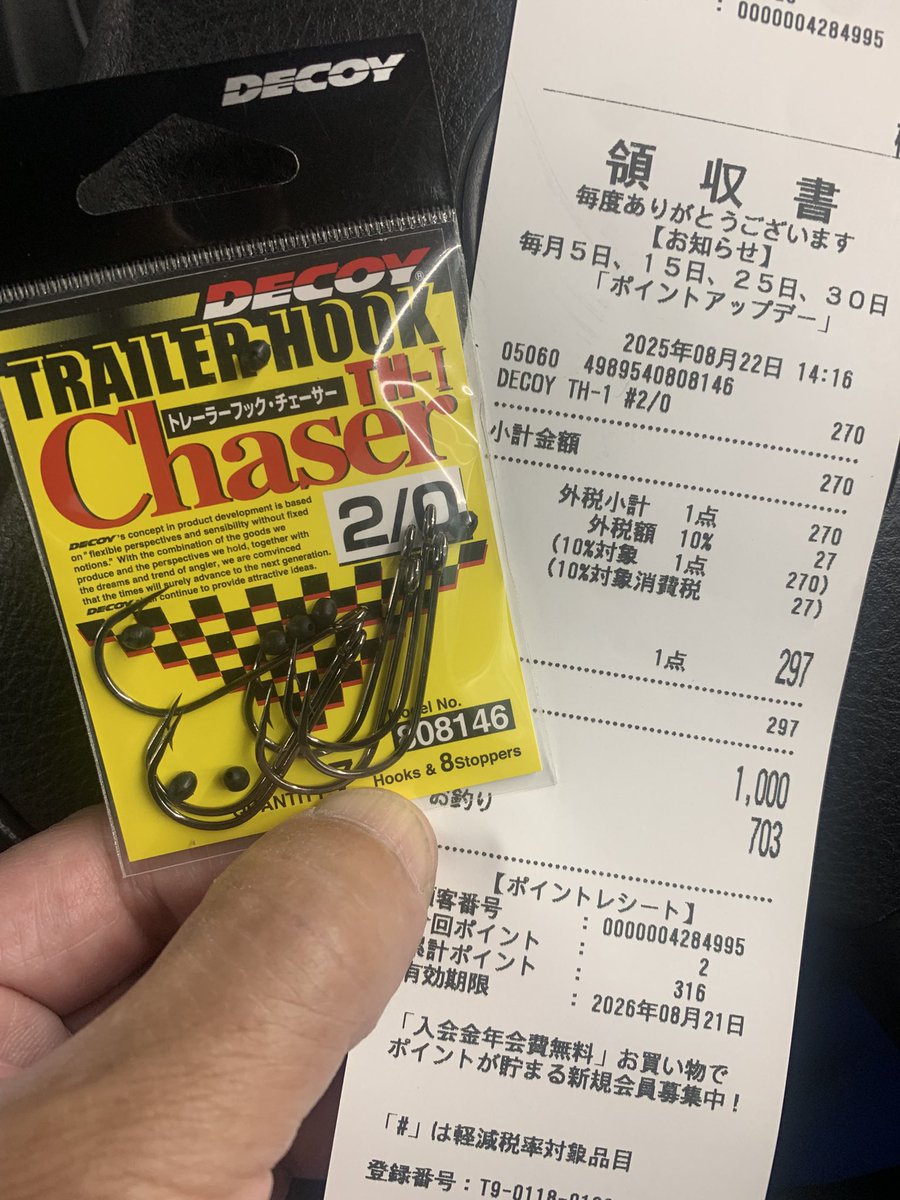 DECOY
DECOY®
TRAILER HOOK
トレーラーフック・チェーサー
TH-I
Chaser
2/0
DECOY'S concept in product development is based
on "flexible perspectives and sensibility without fixed
notions." With the combination of the goods we
produce and the perspectives we hold, together with
the dreams and trend of angler, we are comvinced
that the times will surely advance to the next generation.
DECOY continue to provide attractive ideas.
Model No.
808146
Hooks & 8 Stoppers
: 0000004284995
領収書
毎度ありがとうございます
【お知らせ】
毎月5日、15日、25日、30日
「ポイントアップデー」
2025年08月22日 14:16
05060 4989540808146
DECOY TH-1 #2/0
270
小計金額
270
外税小計 1点 270
外税額 10% 27
(10%対象 1点 270)
(10%対象消費税 27)
1点 297
297
1,000
お釣り 703
【ポイントレシート】
客番号 : 0000004284995
回ポイント : 2
累計ポイント : 316
有効期限 : 2026年08月21日
「入会金年会費無料」お買い物で
ポイントが貯まる新規会員募集中!
「#」は軽減税率対象品目
登録番号:T9-0118-0